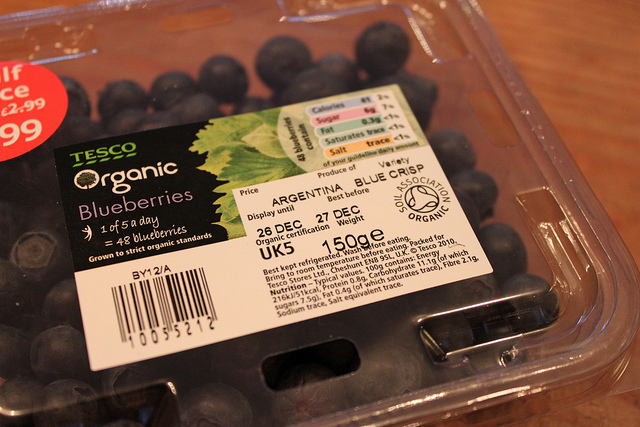 lf
ce
£2.99
99
TESCO
Organic
Blueberries
1 of 5 a day
= 48 blueberries
Grown to strict organic standards
BY12/A
10055212
48 blueberries
contain
Calories
Sugar 6g
Fat 0.3g <1%
Saturates trace <1%
Salt trace <1%
of your guideline daily amount
Price
Produce of
Variety
ARGENTINA BLUE CRISP
Display until
Best before
26 DEC 27 DEC
Organic certification
Weight
UK5 150g e
SOIL ASSOCIATION
ORGANIC
Best kept refrigerated. Wash before eating.
Bring to room temperature before eating. Packed for
Tesco Stores Ltd., Cheshunt EN8 9SL, U.K. © Tesco 2010.
Nutrition – Typical values. 100g contains: Energy
216kJ/51kcal, Protein 0.8g, Carbohydrate 11.1g (of which
sugars 7.5g), Fat 0.4g (of which saturates trace), Fibre 2.1g,
Sodium trace, Salt equivalent trace.